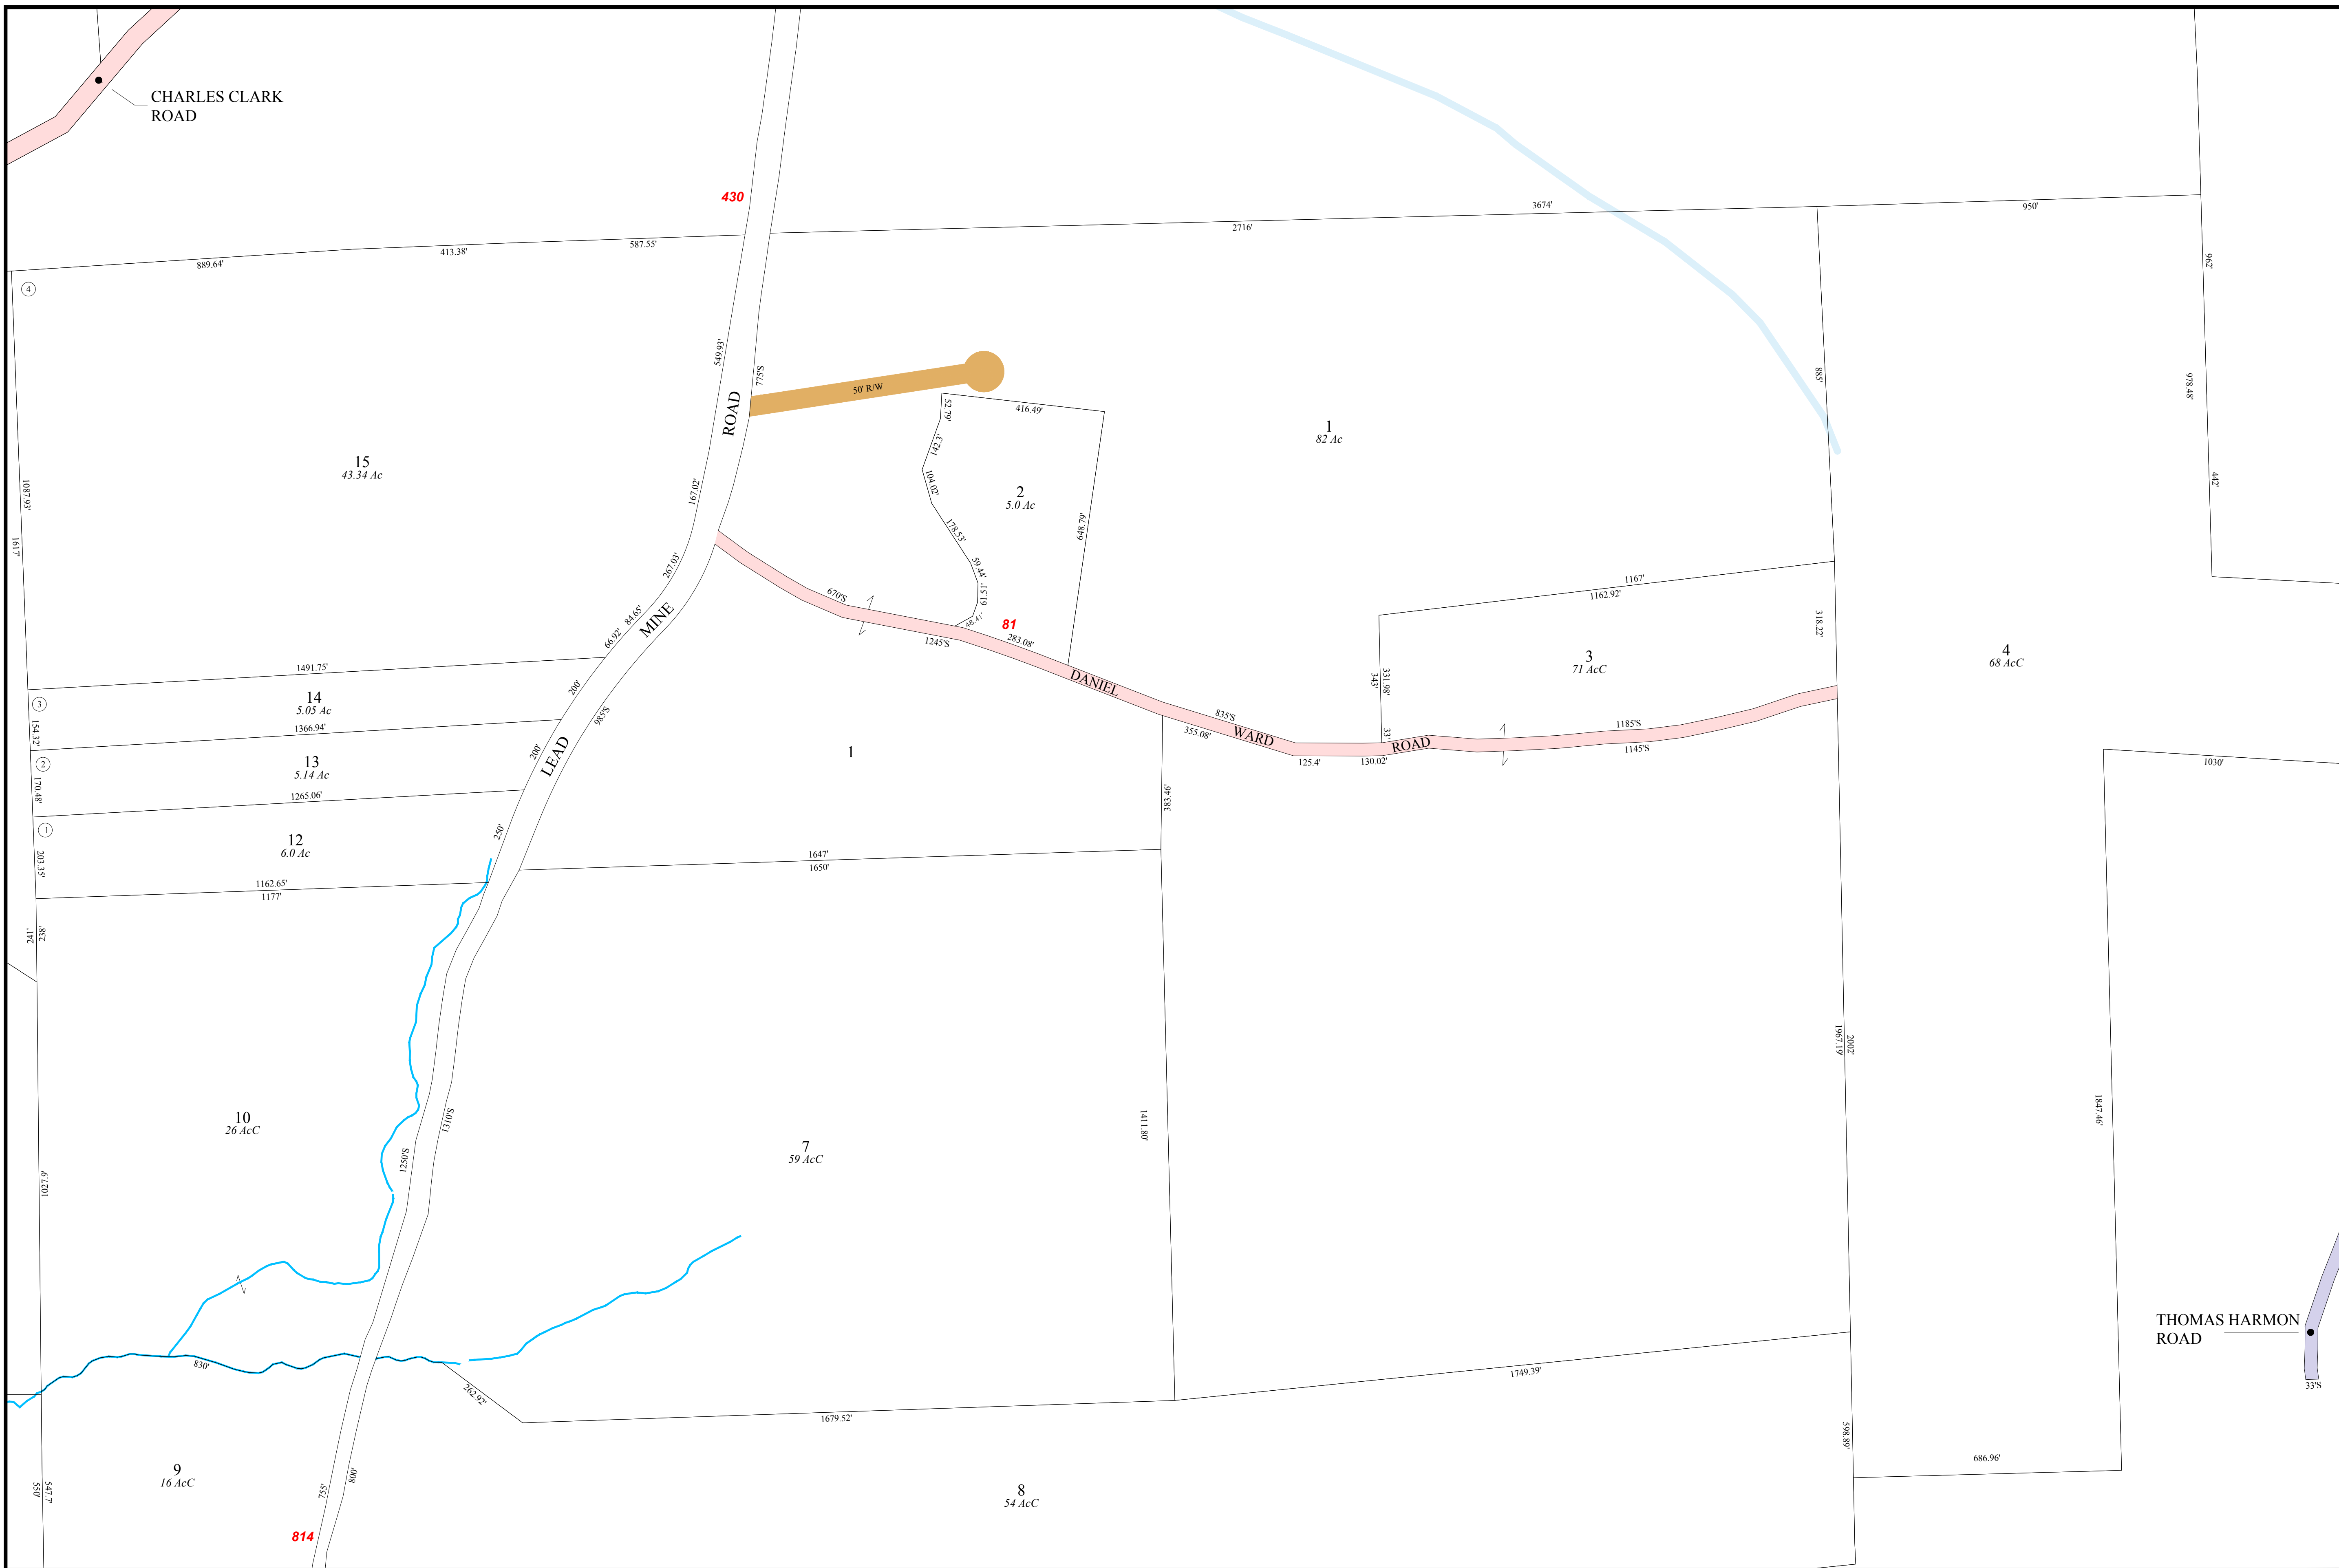 CHARLES CLARK
ROAD
430
3674'
950'
2716'
587.55'
413.38'
889.64'
962'
4
549.93'
775'S
885'
978.48'
50' R/W
ROAD
52.79'
416.49'
1
82 Ac
142.3'
15
43.34 Ac
1087.93'
167.02'
104.02'
2
5.0 Ac
442'
178.53'
648.79'
1617'
267.03'
59.44'
1167'
1162.92'
670'S
61.51'
84.65'
MINE
66.92'
48.41'
81
283.08'
1245'S
318.22'
3
71 AcC
4
68 AcC
1491.75'
14
5.05 Ac
3
200'
DANIEL
331.98'
343'
154.32'
1366.94'
985'S
835'S
355.08'
WARD
33'
ROAD
1185'S
1145'S
200'
LEAD
1
2
13
5.14 Ac
125.4'
130.02'
1030'
170.48'
1265.06'
383.46'
1
12
6.0 Ac
250'
203.35'
1647'
1650'
1162.65'
1177'
241'
238'
1967.19'
2002'
10
26 AcC
1310'S
1411.80'
1847.46'
7
59 AcC
1250'S
1027.9'
THOMAS HARMON
ROAD
830'
262.92'
1749.39'
33'S
1679.52'
598.89'
686.96'
9
16 AcC
550'
547.7'
755'
800'
8
54 AcC
814